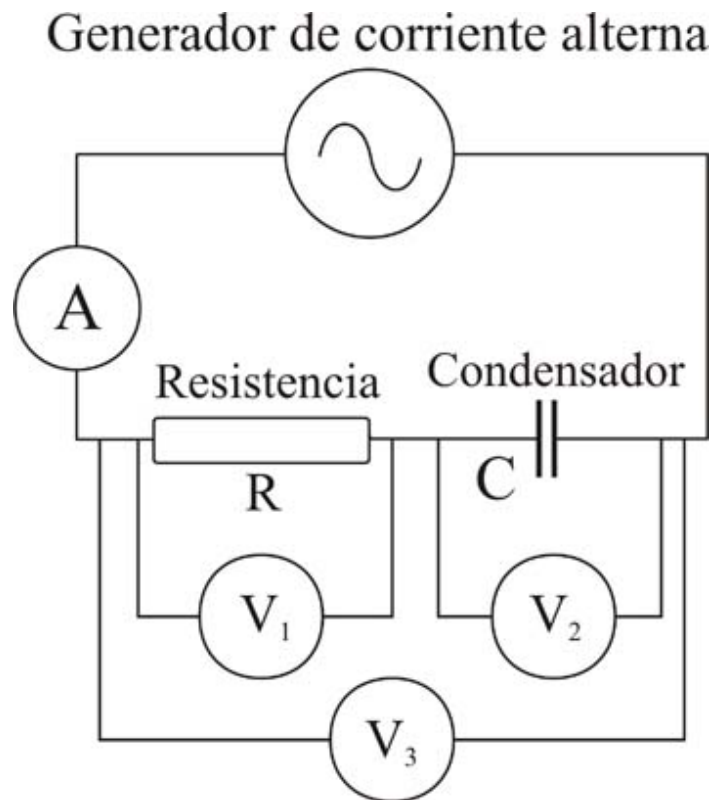 Generador de corriente alterna
A
Resistencia
Condensador
R
C
V₁
V₂
V₃